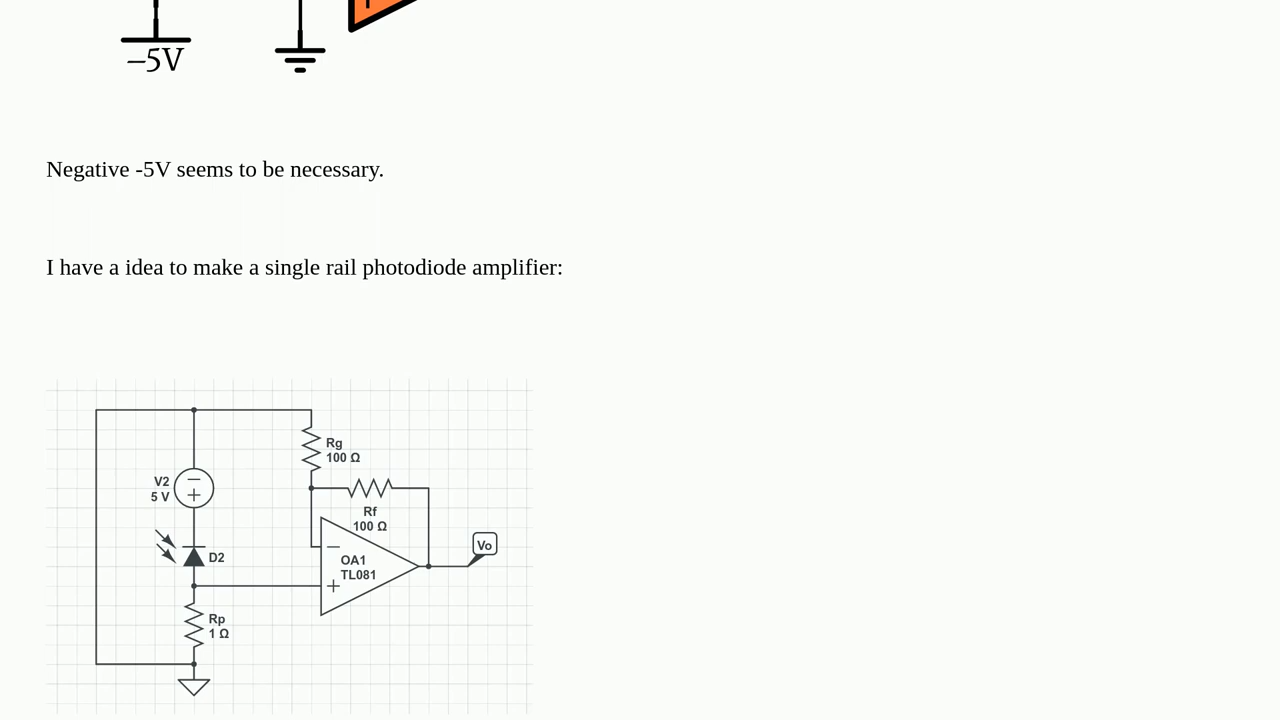 –5V
Negative -5V seems to be necessary.
I have a idea to make a single rail photodiode amplifier:
Rg
100 Ω
V2
5 V
Rf
100 Ω
D2
OA1
TL081
Vo
Rp
1 Ω